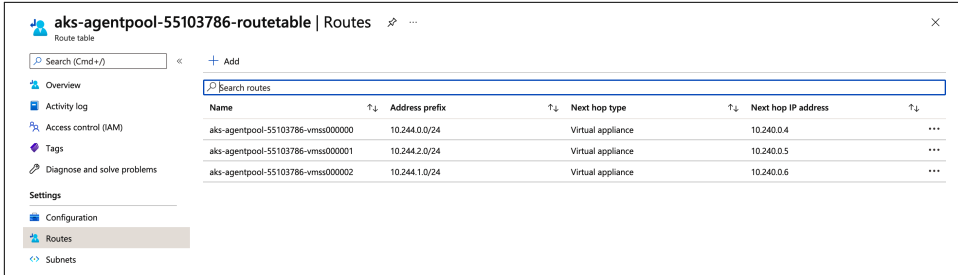 aks-agentpool-55103786-routetable | Routes
Route table
Search (Cmd+/)
Overview
Activity log
Access control (IAM)
Tags
Diagnose and solve problems
Settings
Configuration
Routes
Subnets
Add
Search routes
Name Address prefix Next hop type Next hop IP address
aks-agentpool-55103786-vmss000000 10.244.0.0/24 Virtual appliance 10.240.0.4
aks-agentpool-55103786-vmss000001 10.244.2.0/24 Virtual appliance 10.240.0.5
aks-agentpool-55103786-vmss000002 10.244.1.0/24 Virtual appliance 10.240.0.6